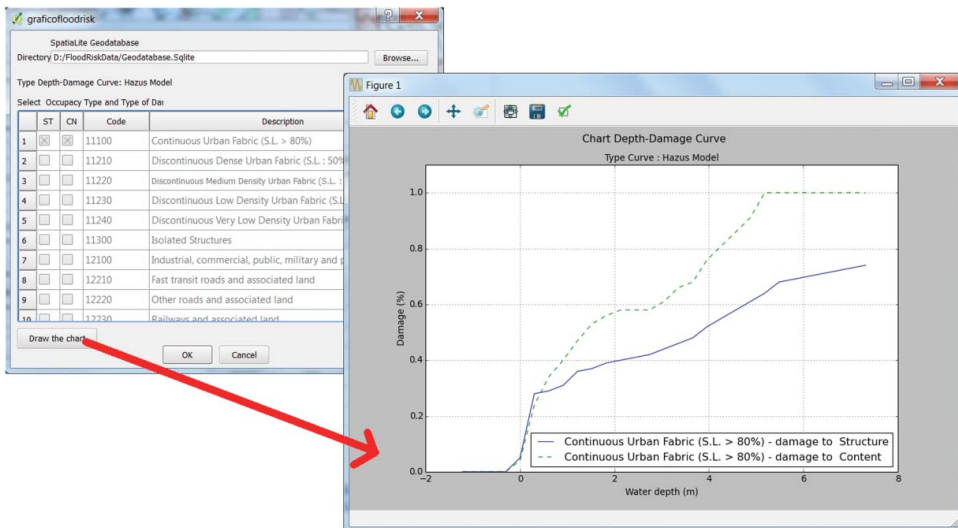 graficofloodrisk
SpatiaLite Geodatabase
Directory D:/FloodRiskData/Geodatabase.Sqlite
Browse...
Type Depth-Damage Curve: Hazus Model
Select Occupacy Type and Type of Dar
ST CN Code Description
1 11100 Continuous Urban Fabric (S.L. > 80%)
2 11210 Discontinuous Dense Urban Fabric (S.L. : 50%
3 11220 Discontinuous Medium Density Urban Fabric (S.L. :
4 11230 Discontinuous Low Density Urban Fabric (S.L
5 11240 Discontinuous Very Low Density Urban Fabri
6 11300 Isolated Structures
7 12100 Industrial, commercial, public, military and p
8 12210 Fast transit roads and associated land
9 12220 Other roads and associated land
10 12230 Railways and associated land
Draw the chart
OK Cancel
Figure 1
Chart Depth-Damage Curve
Type Curve : Hazus Model
1.0
0.8
0.6
0.4
0.2
0.0
Damage (%)
Continuous Urban Fabric (S.L. > 80%) - damage to Structure
Continuous Urban Fabric (S.L. > 80%) - damage to Content
−2 0 2 4 6 8
Water depth (m)